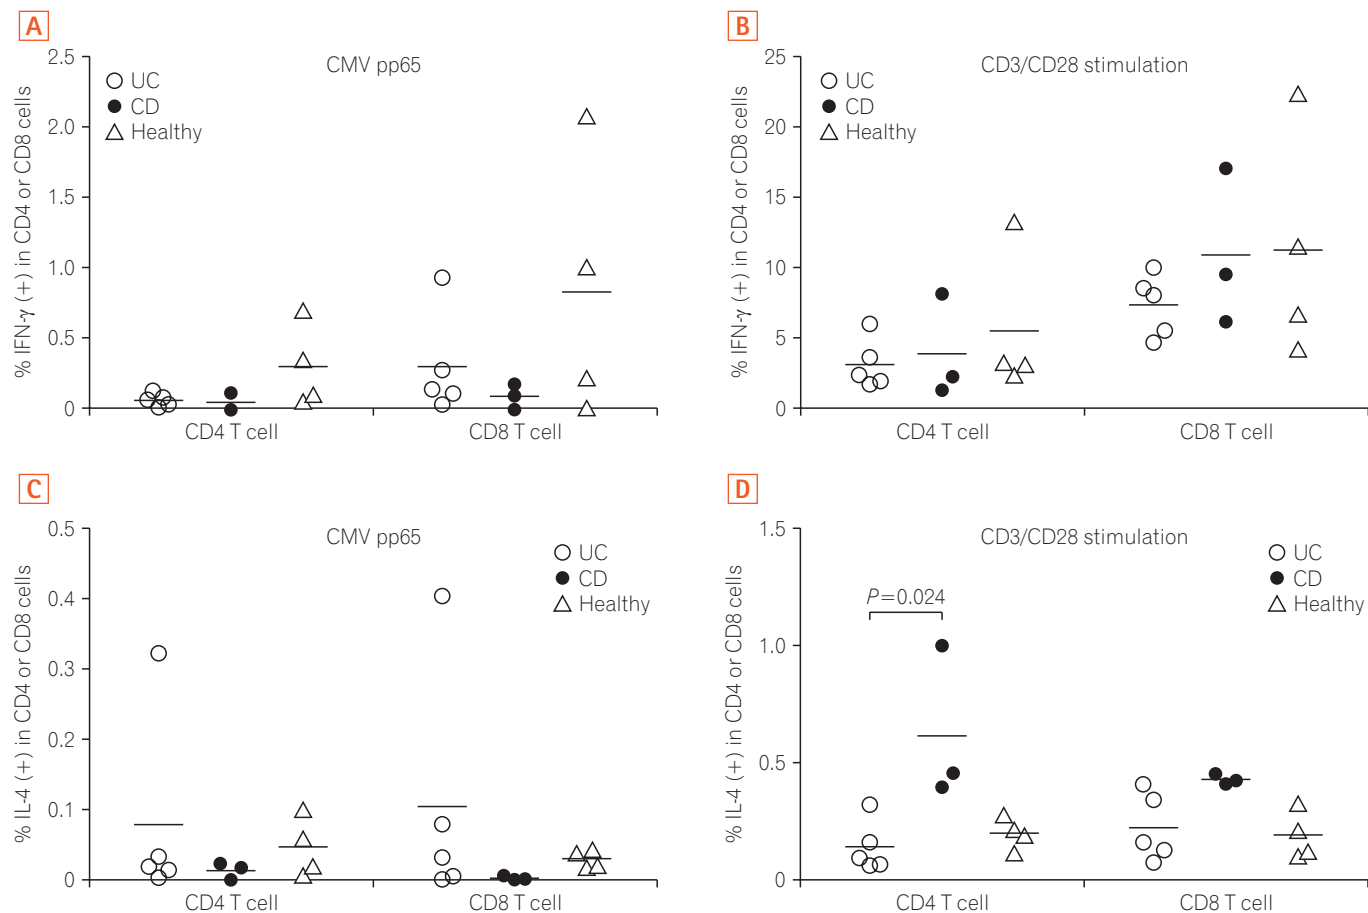 A
CMV pp65
% IFN-γ (+) in CD4 or CD8 cells
2.5
2.0
1.5
1.0
0.5
0
UC
CD
Healthy
CD4 T cell
CD8 T cell
B
CD3/CD28 stimulation
% IFN-γ (+) in CD4 or CD8 cells
25
20
15
10
5
0
UC
CD
Healthy
CD4 T cell
CD8 T cell
C
CMV pp65
% IL-4 (+) in CD4 or CD8 cells
0.5
0.4
0.3
0.2
0.1
0
UC
CD
Healthy
CD4 T cell
CD8 T cell
D
CD3/CD28 stimulation
% IL-4 (+) in CD4 or CD8 cells
1.5
1.0
0.5
0
UC
CD
Healthy
P=0.024
CD4 T cell
CD8 T cell